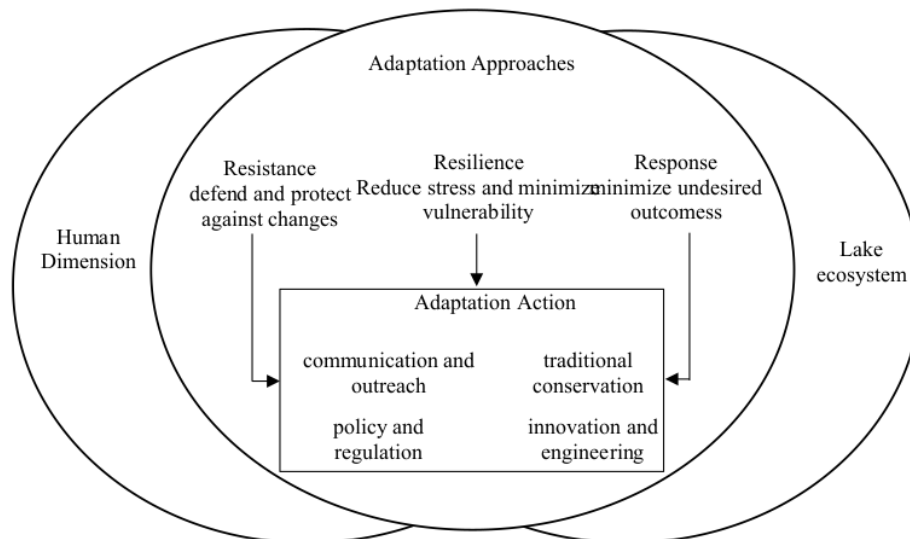 Adaptation Approaches
Resistance
defend and protect
against changes
Resilience
Reduce stress and minimize
vulnerability
Response
minimize undesired
outcomess
Human
Dimension
Lake
ecosystem
Adaptation Action
communication and
outreach
traditional
conservation
policy and
regulation
innovation and
engineering